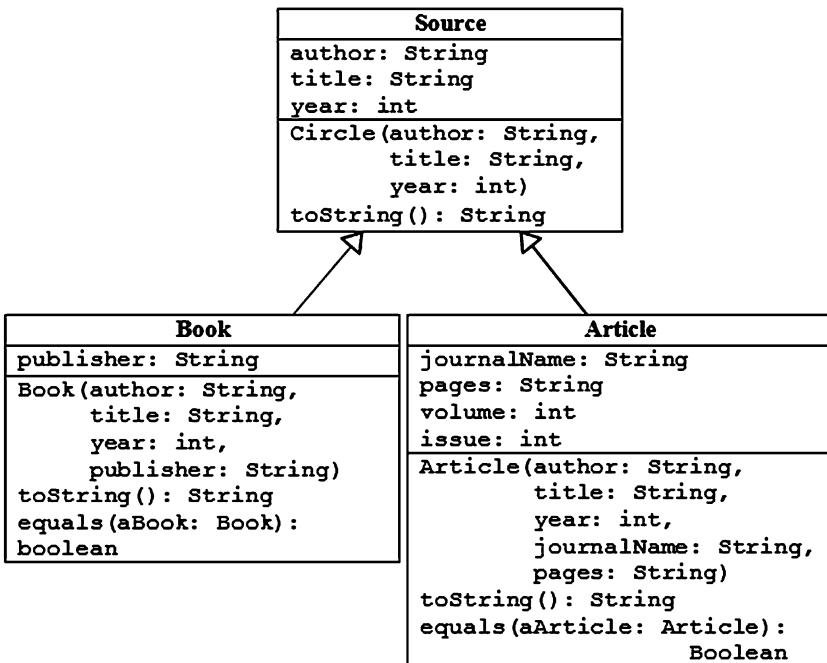 Source
author: String
title: String
year: int
Circle(author: String,
title: String,
year: int)
toString(): String
Book
publisher: String
Book(author: String,
title: String,
year: int,
publisher: String)
toString(): String
equals(aBook: Book):
boolean
Article
journalName: String
pages: String
volume: int
issue: int
Article(author: String,
title: String,
year: int,
journalName: String,
pages: String)
toString(): String
equals(aArticle: Article):
Boolean